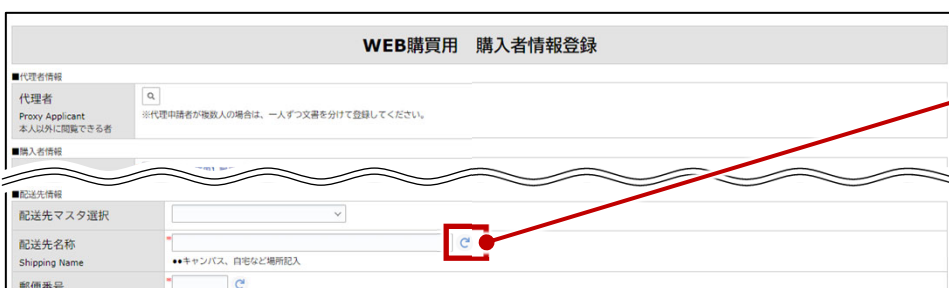 WEB購買用 購入者情報登録
■代理者情報
代理者
Proxy Applicant
本人以外に閲覧できる者
※代理申請者が複数人の場合は、一人ずつ文書を分けて登録してください。
■購入者情報
■配送先情報
配送先マスタ選択
配送先名称
Shipping Name
*
●●キャンパス、自宅など場所記入
郵便番号
*